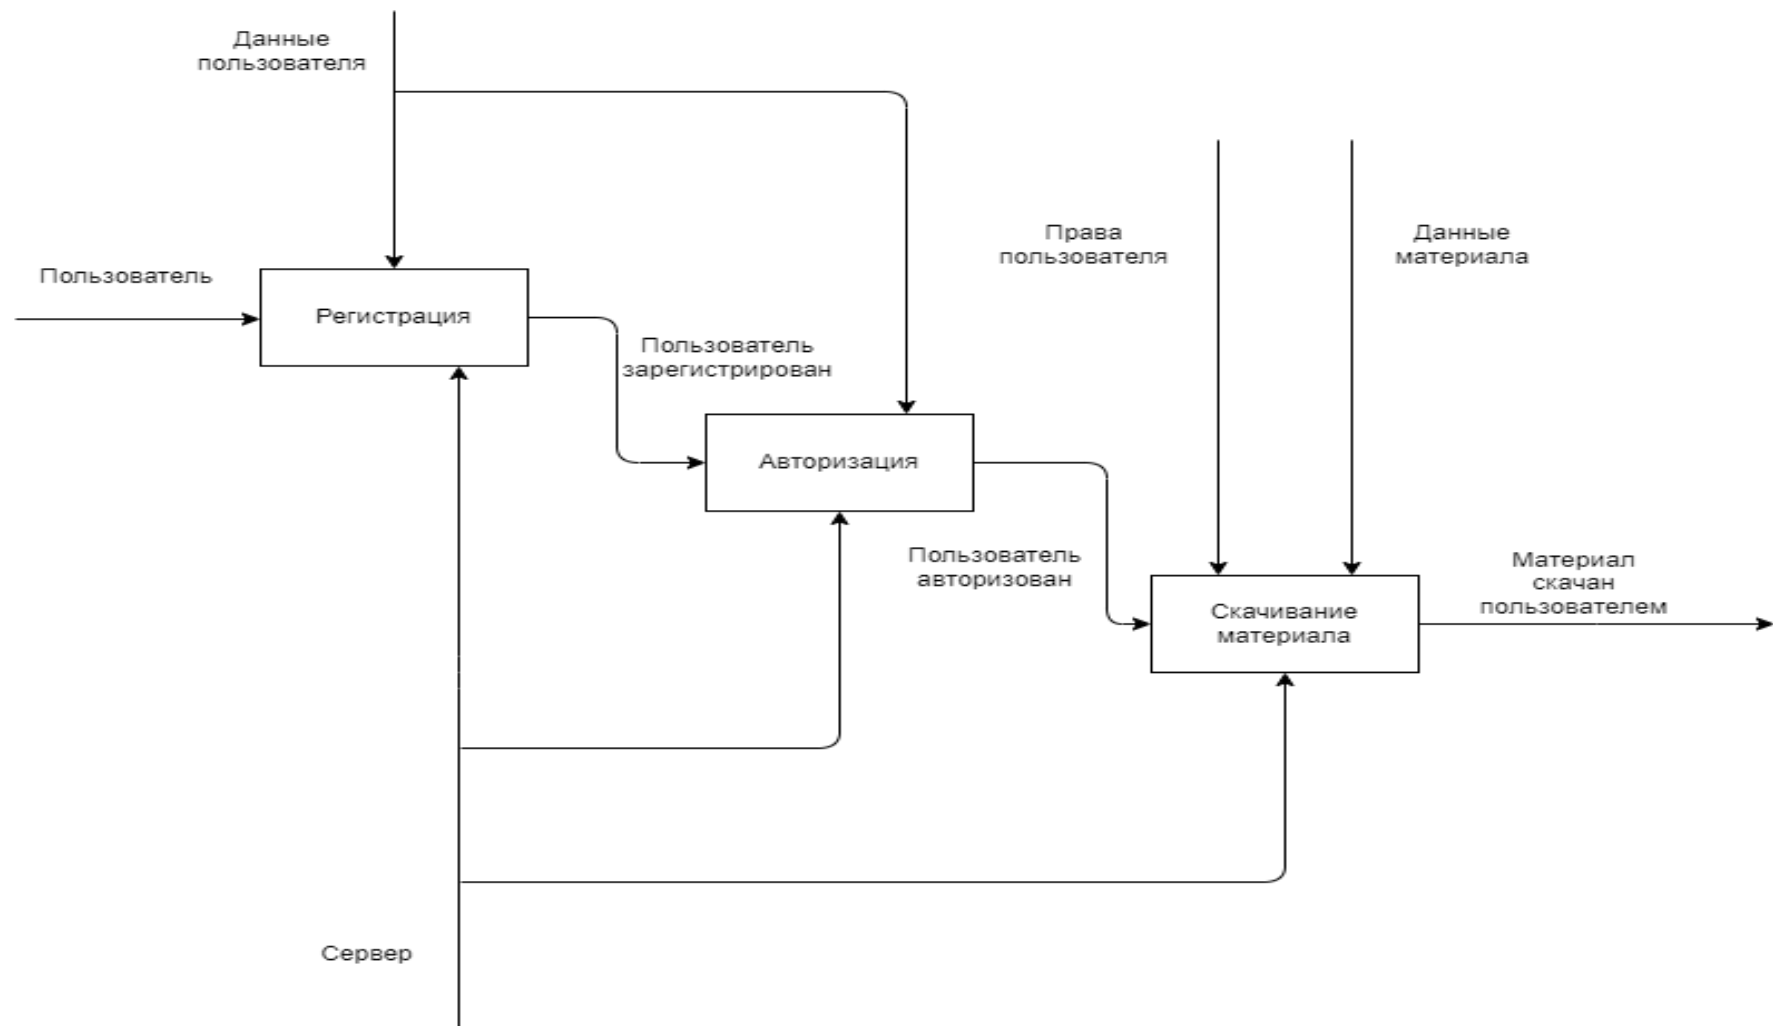 Данные
пользователя
Права
пользователя
Данные
материала
Пользователь
Регистрация
Пользователь
зарегистрирован
Авторизация
Пользователь
авторизован
Материал
скачан
пользователем
Скачивание
материала
Сервер